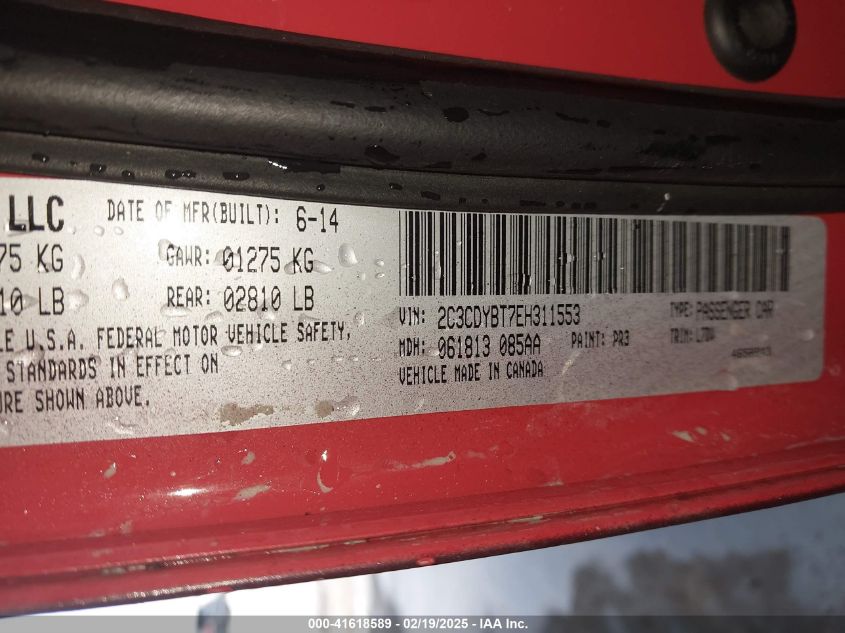 LLC DATE OF MFR(BUILT): 6-14
75 KG GAWR: 01275 KG
10 LB REAR: 02810 LB
LE U.S.A. FEDERAL MOTOR VEHICLE SAFETY,
STANDARDS IN EFFECT ON
URE SHOWN ABOVE.
VIN: 2C3CDYBT7EH311553 TYPE: PASSENGER CAR
MDH: 061813 085AA PAINT: PR3 TRIM:
VEHICLE MADE IN CANADA
000-41618589 / 02/19/2025 - IAA Inc.